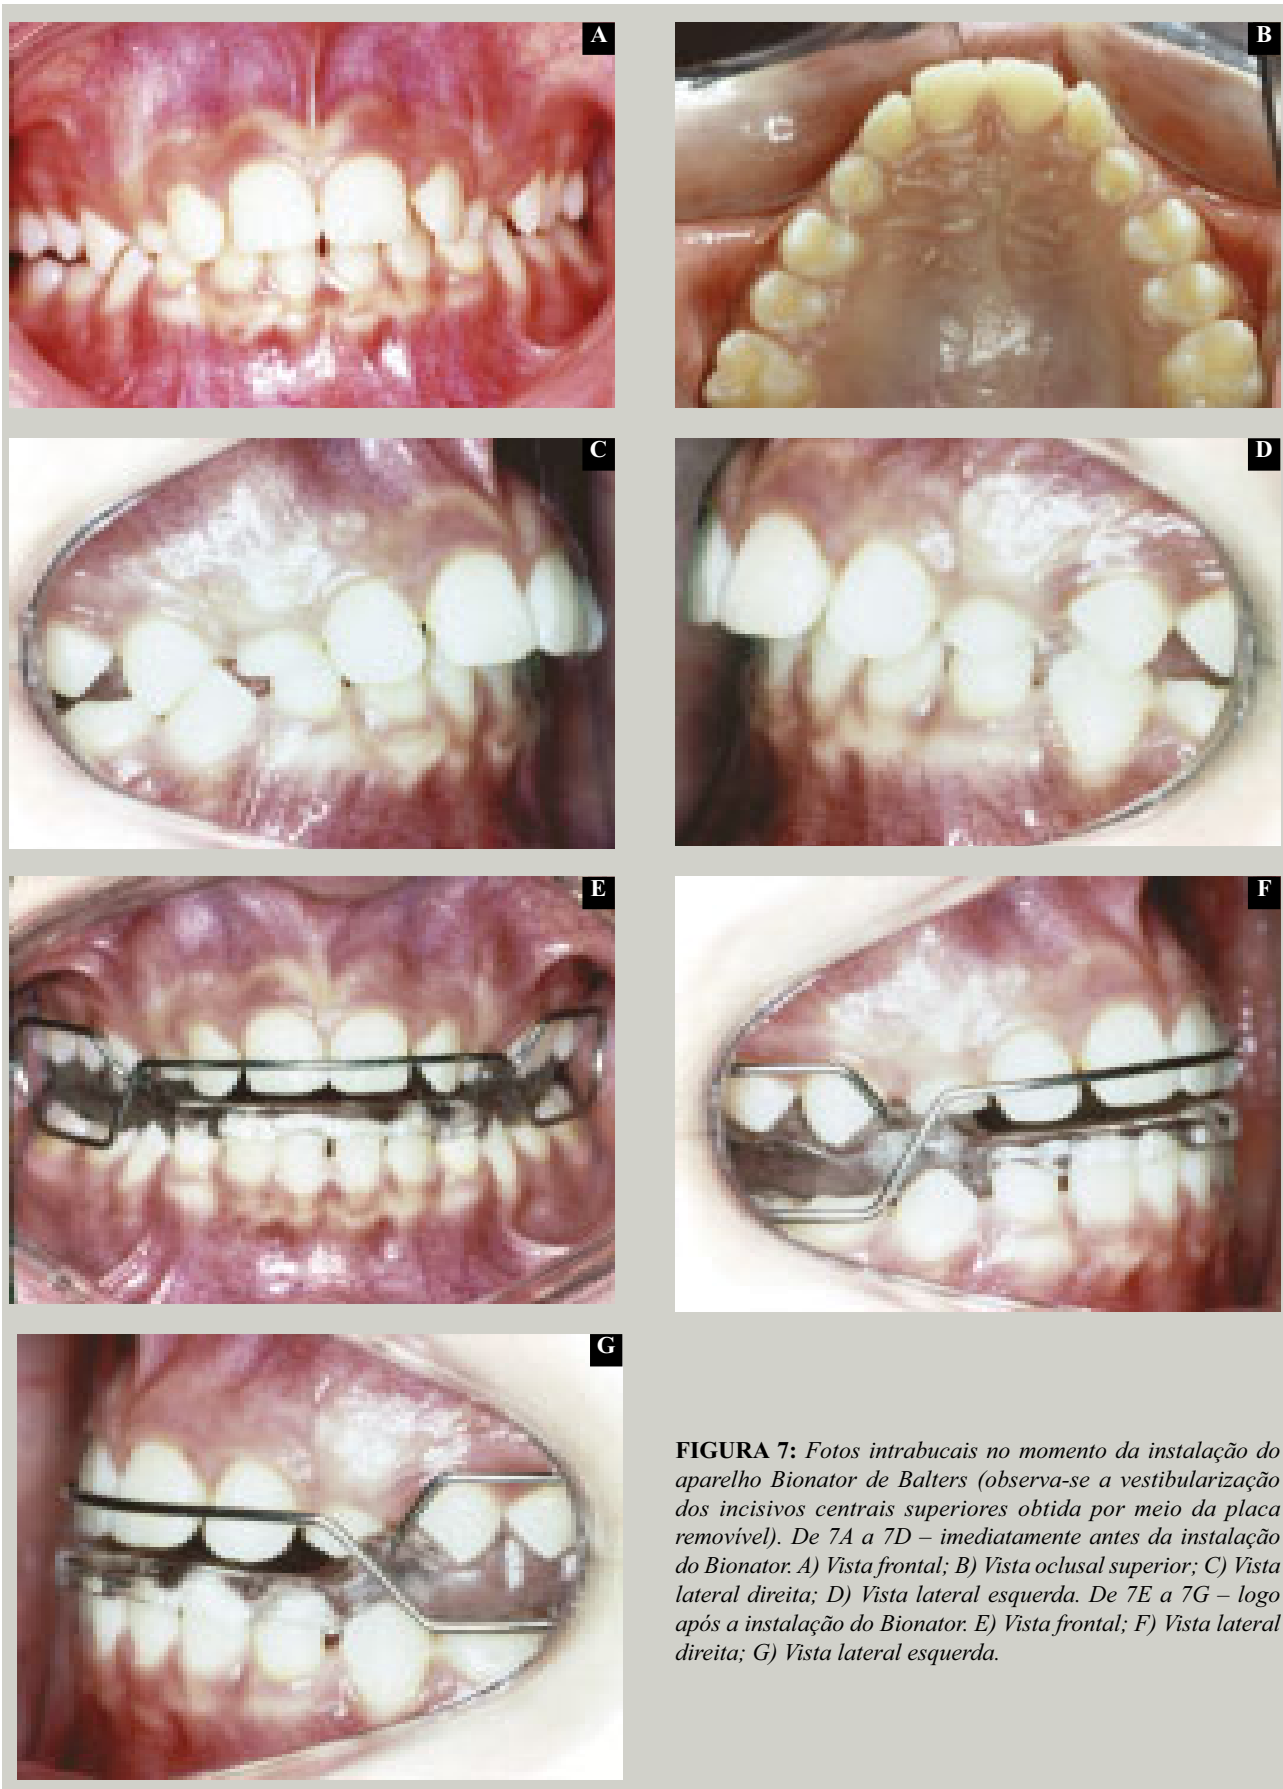 A
B
C
D
E
F
G
FIGURA 7: Fotos intrabucais no momento da instalação do
aparelho Bionator de Balters (observa-se a vestibularização
dos incisivos centrais superiores obtida por meio da placa
removível). De 7A a 7D – imediatamente antes da instalação
do Bionator. A) Vista frontal; B) Vista oclusal superior; C) Vista
lateral direita; D) Vista lateral esquerda. De 7E a 7G – logo
após a instalação do Bionator. E) Vista frontal; F) Vista lateral
direita; G) Vista lateral esquerda.